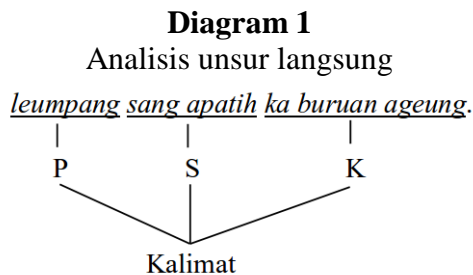 Diagram 1
Analisis unsur langsung
leumpang sang apatih ka buruan ageung.
P S K
Kalimat